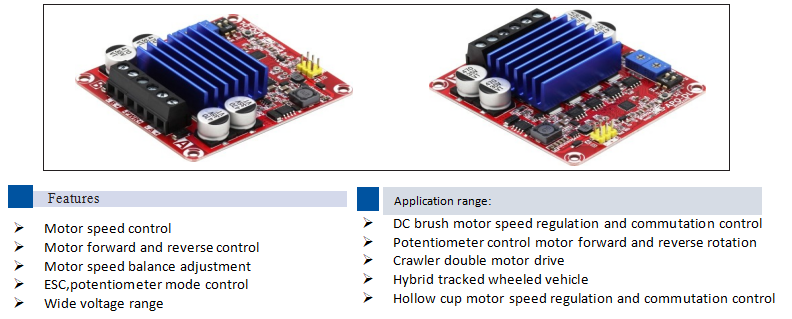 Features
Motor speed control
Motor forward and reverse control
Motor speed balance adjustment
ESC,potentiometer mode control
Wide voltage range
Application range:
DC brush motor speed regulation and commutation control
Potentiometer control motor forward and reverse rotation
Crawler double motor drive
Hybrid tracked wheeled vehicle
Hollow cup motor speed regulation and commutation control